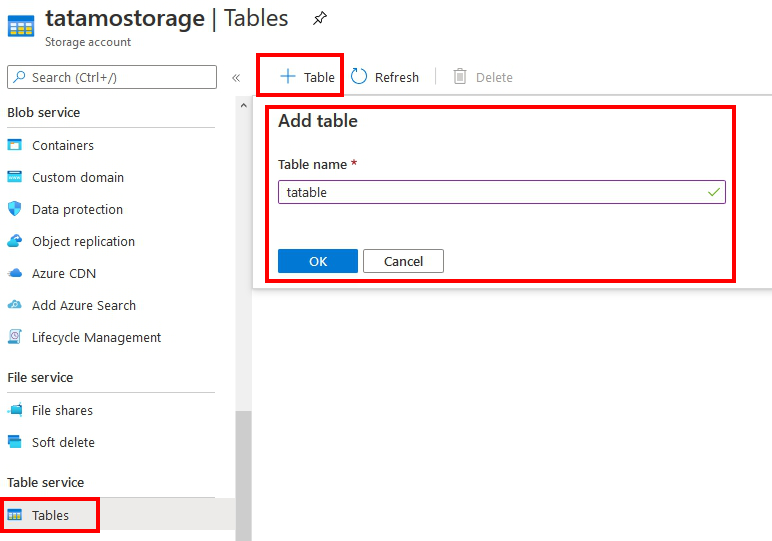 tatamostorage | Tables
Storage account
Search (Ctrl+/)
«
Blob service
Containers
Custom domain
Data protection
Object replication
Azure CDN
Add Azure Search
Lifecycle Management
File service
File shares
Soft delete
Table service
Tables
+ Table
Refresh
Delete
Add table
Table name *
tatable
OK
Cancel